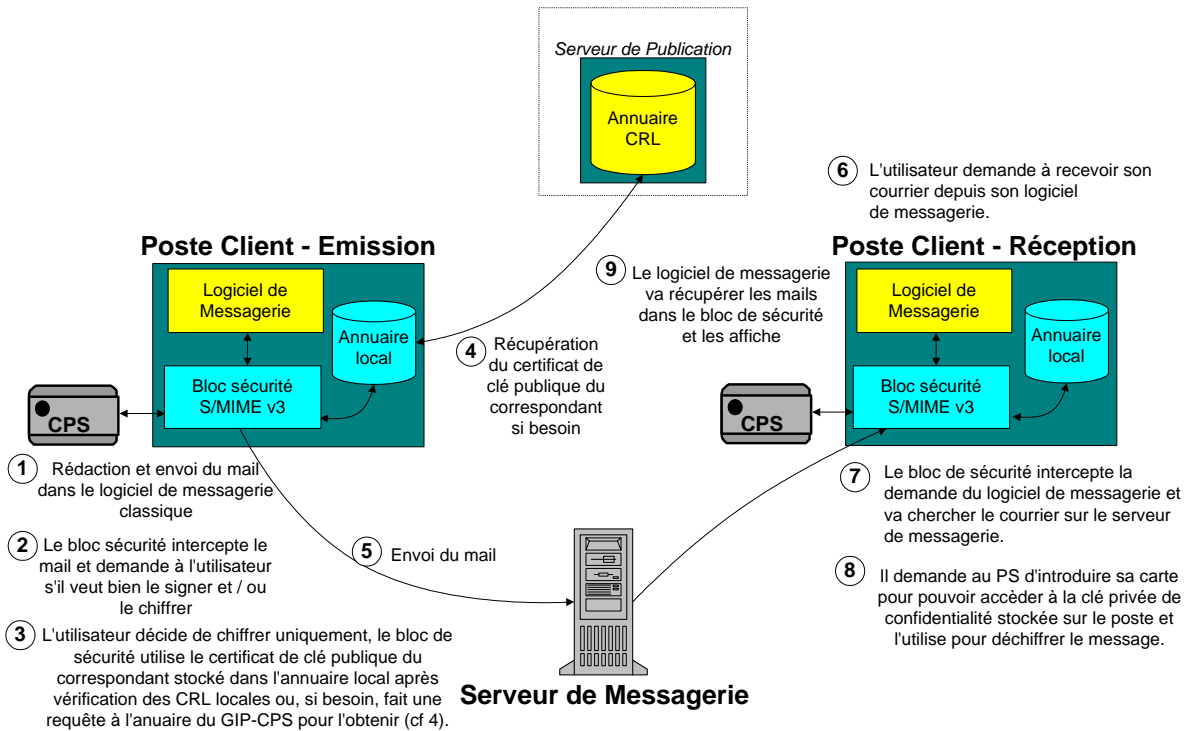 Serveur de Publication
Annuaire
CRL
6 L'utilisateur demande à recevoir son
courrier depuis son logiciel
de messagerie.
Poste Client - Emission
Logiciel de
Messagerie
Annuaire
local
Bloc sécurité
S/MIME v3
CPS
9 Le logiciel de messagerie
va récupérer les mails
dans le bloc de sécurité
et les affiche
4 Récupération
du certificat de
clé publique du
correspondant
si besoin
Poste Client - Réception
Logiciel de
Messagerie
Annuaire
local
Bloc sécurité
S/MIME v3
CPS
1 Rédaction et envoi du mail
dans le logiciel de messagerie
classique
2 Le bloc sécurité intercepte le
mail et demande à l'utilisateur
s'il veut bien le signer et / ou
le chiffrer
3 L'utilisateur décide de chiffrer uniquement, le bloc de
sécurité utilise le certificat de clé publique du
correspondant stocké dans l'annuaire local après
vérification des CRL locales ou, si besoin, fait une
requête à l'anuaire du GIP-CPS pour l'obtenir (cf 4).
5 Envoi du mail
Serveur de Messagerie
7 Le bloc de sécurité intercepte la
demande du logiciel de messagerie et
va chercher le courrier sur le serveur
de messagerie.
8 Il demande au PS d'introduire sa carte
pour pouvoir accèder à la clé privée de
confidentialité stockée sur le poste et
l'utilise pour déchiffrer le message.